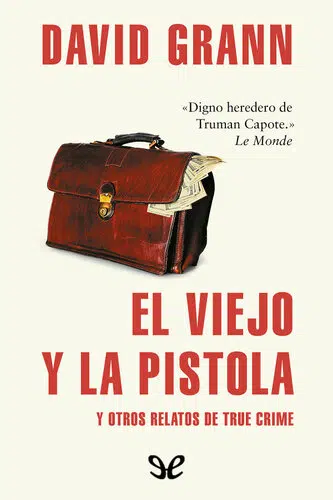 DAVID GRANN
«Digno heredero de
Truman Capote.»
Le Monde
EL VIEJO
Y LA PISTOLA
Y OTROS RELATOS DE TRUE CRIME